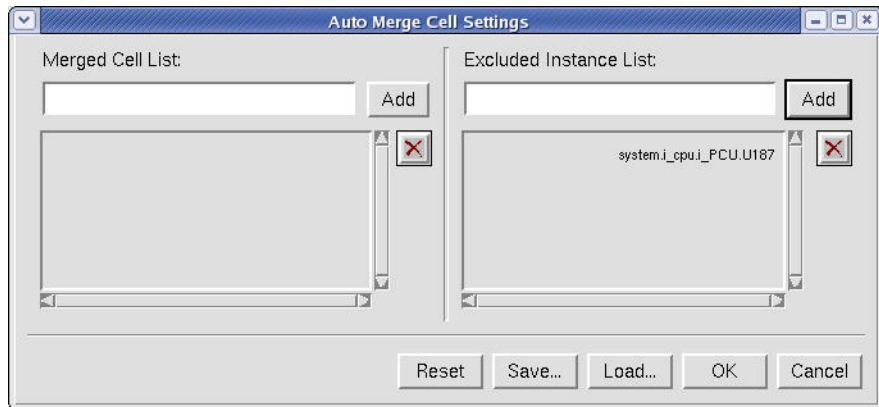 Auto Merge Cell Settings
Merged Cell List:
Add
Excluded Instance List:
Add
system.i_cpu.i_PCU.U187
Reset Save... Load... OK Cancel